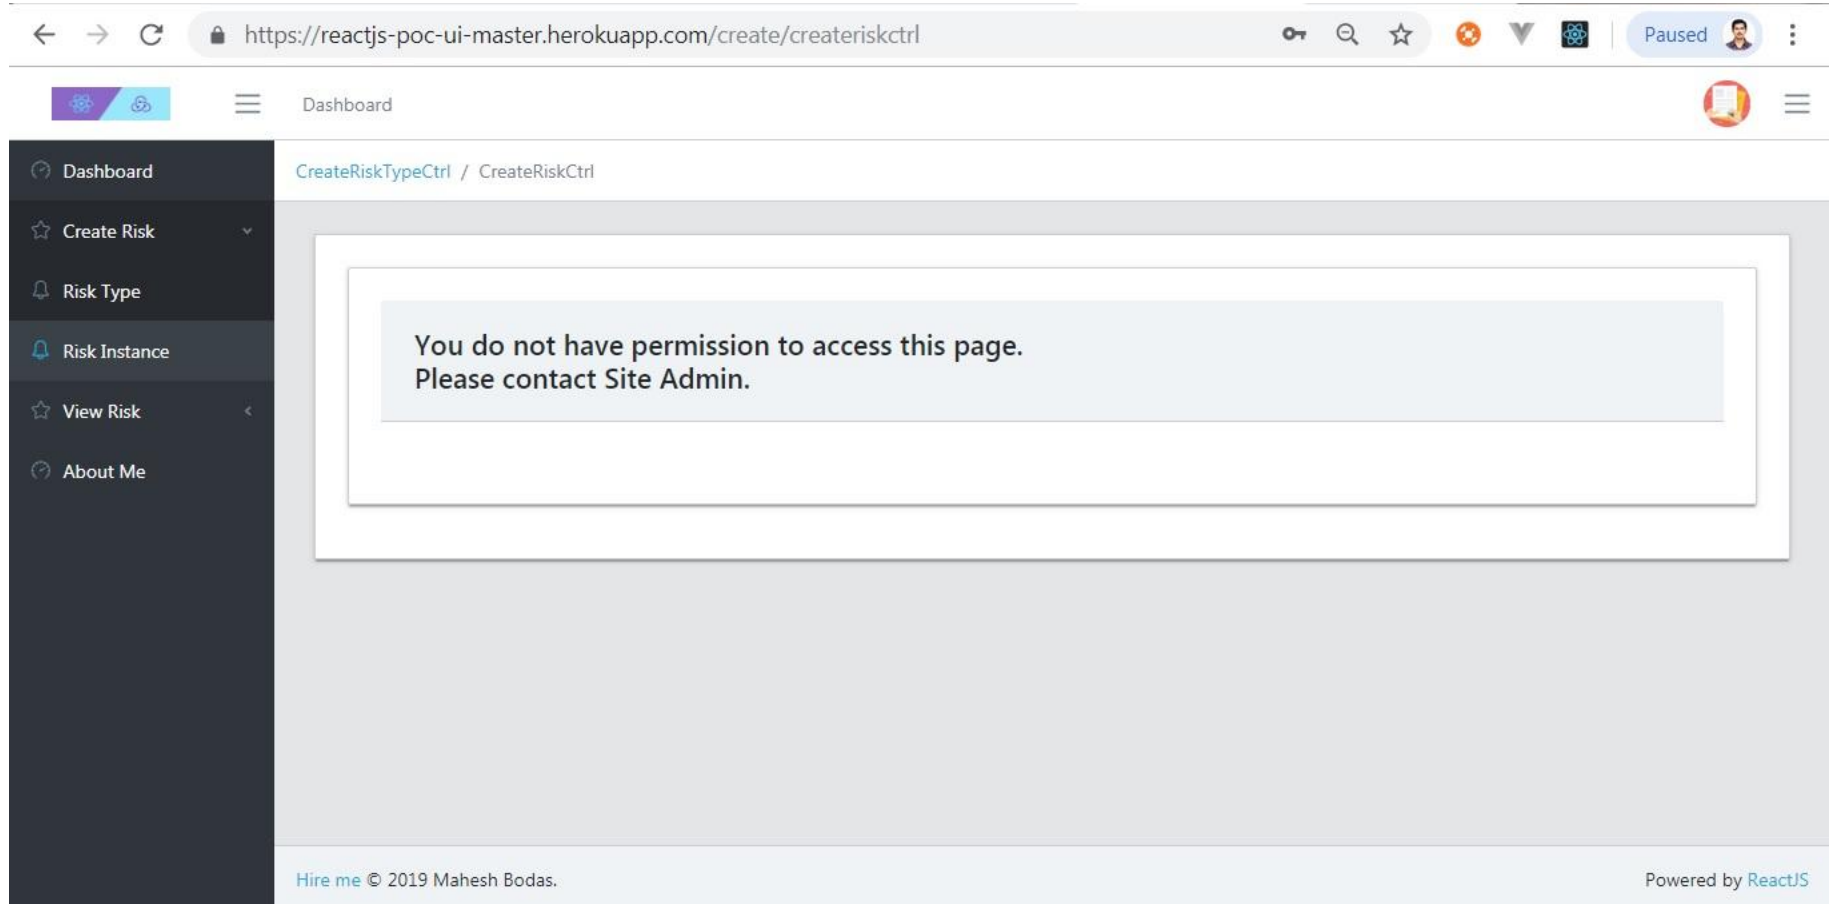 https://reactjs-poc-ui-master.herokuapp.com/create/createriskctrl
Paused
Dashboard
Dashboard
CreateRiskTypeCtrl / CreateRiskCtrl
Create Risk
Risk Type
Risk Instance
View Risk
About Me
You do not have permission to access this page.
Please contact Site Admin.
Hire me © 2019 Mahesh Bodas.
Powered by ReactJS